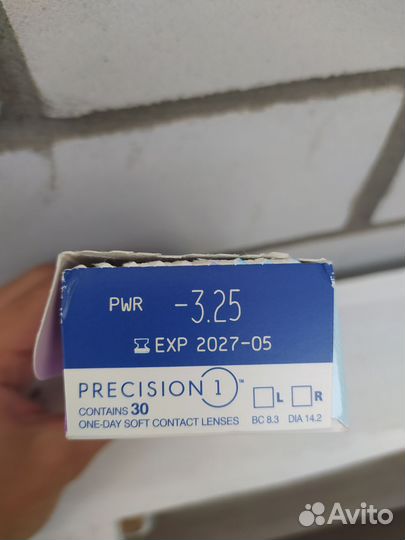 PWR -3.25
EXP 2027-05
PRECISION 1™
L R
CONTAINS 30
ONE-DAY SOFT CONTACT LENSES
BC 8.3 DIA 14.2
Avito